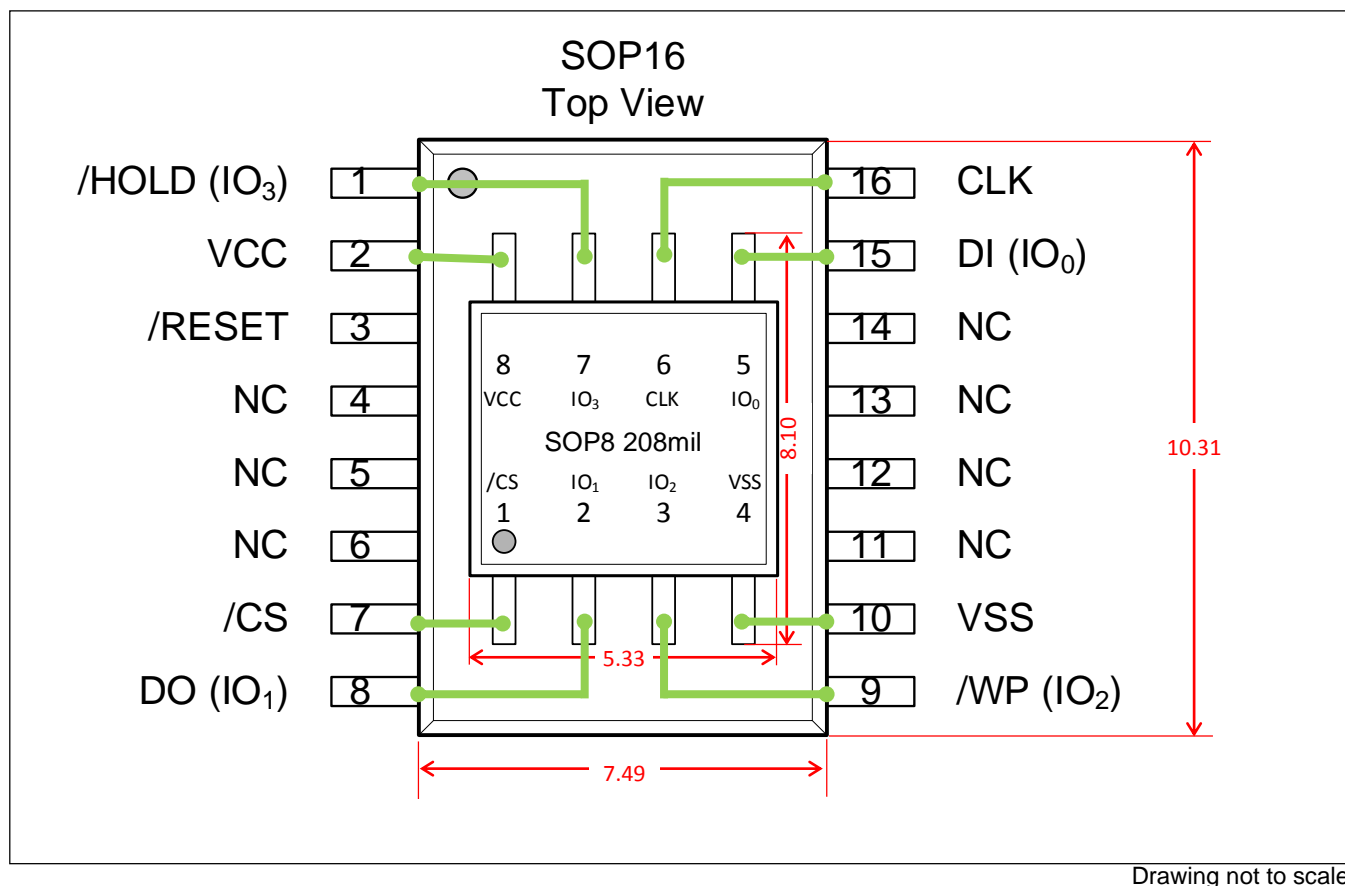 SOP16
Top View
/HOLD (IO₃) 1 16 CLK
VCC 2 15 DI (IO₀)
/RESET 3 14 NC
8 7 6 5
NC 4 13 NC
VCC IO₃ CLK IO₀
8.10
SOP8 208mil
10.31
NC 5 12 NC
/CS IO₁ IO₂ VSS
1 2 3 4
NC 6 11 NC
/CS 7 10 VSS
5.33
DO (IO₁) 8 9 /WP (IO₂)
7.49
Drawing not to scale